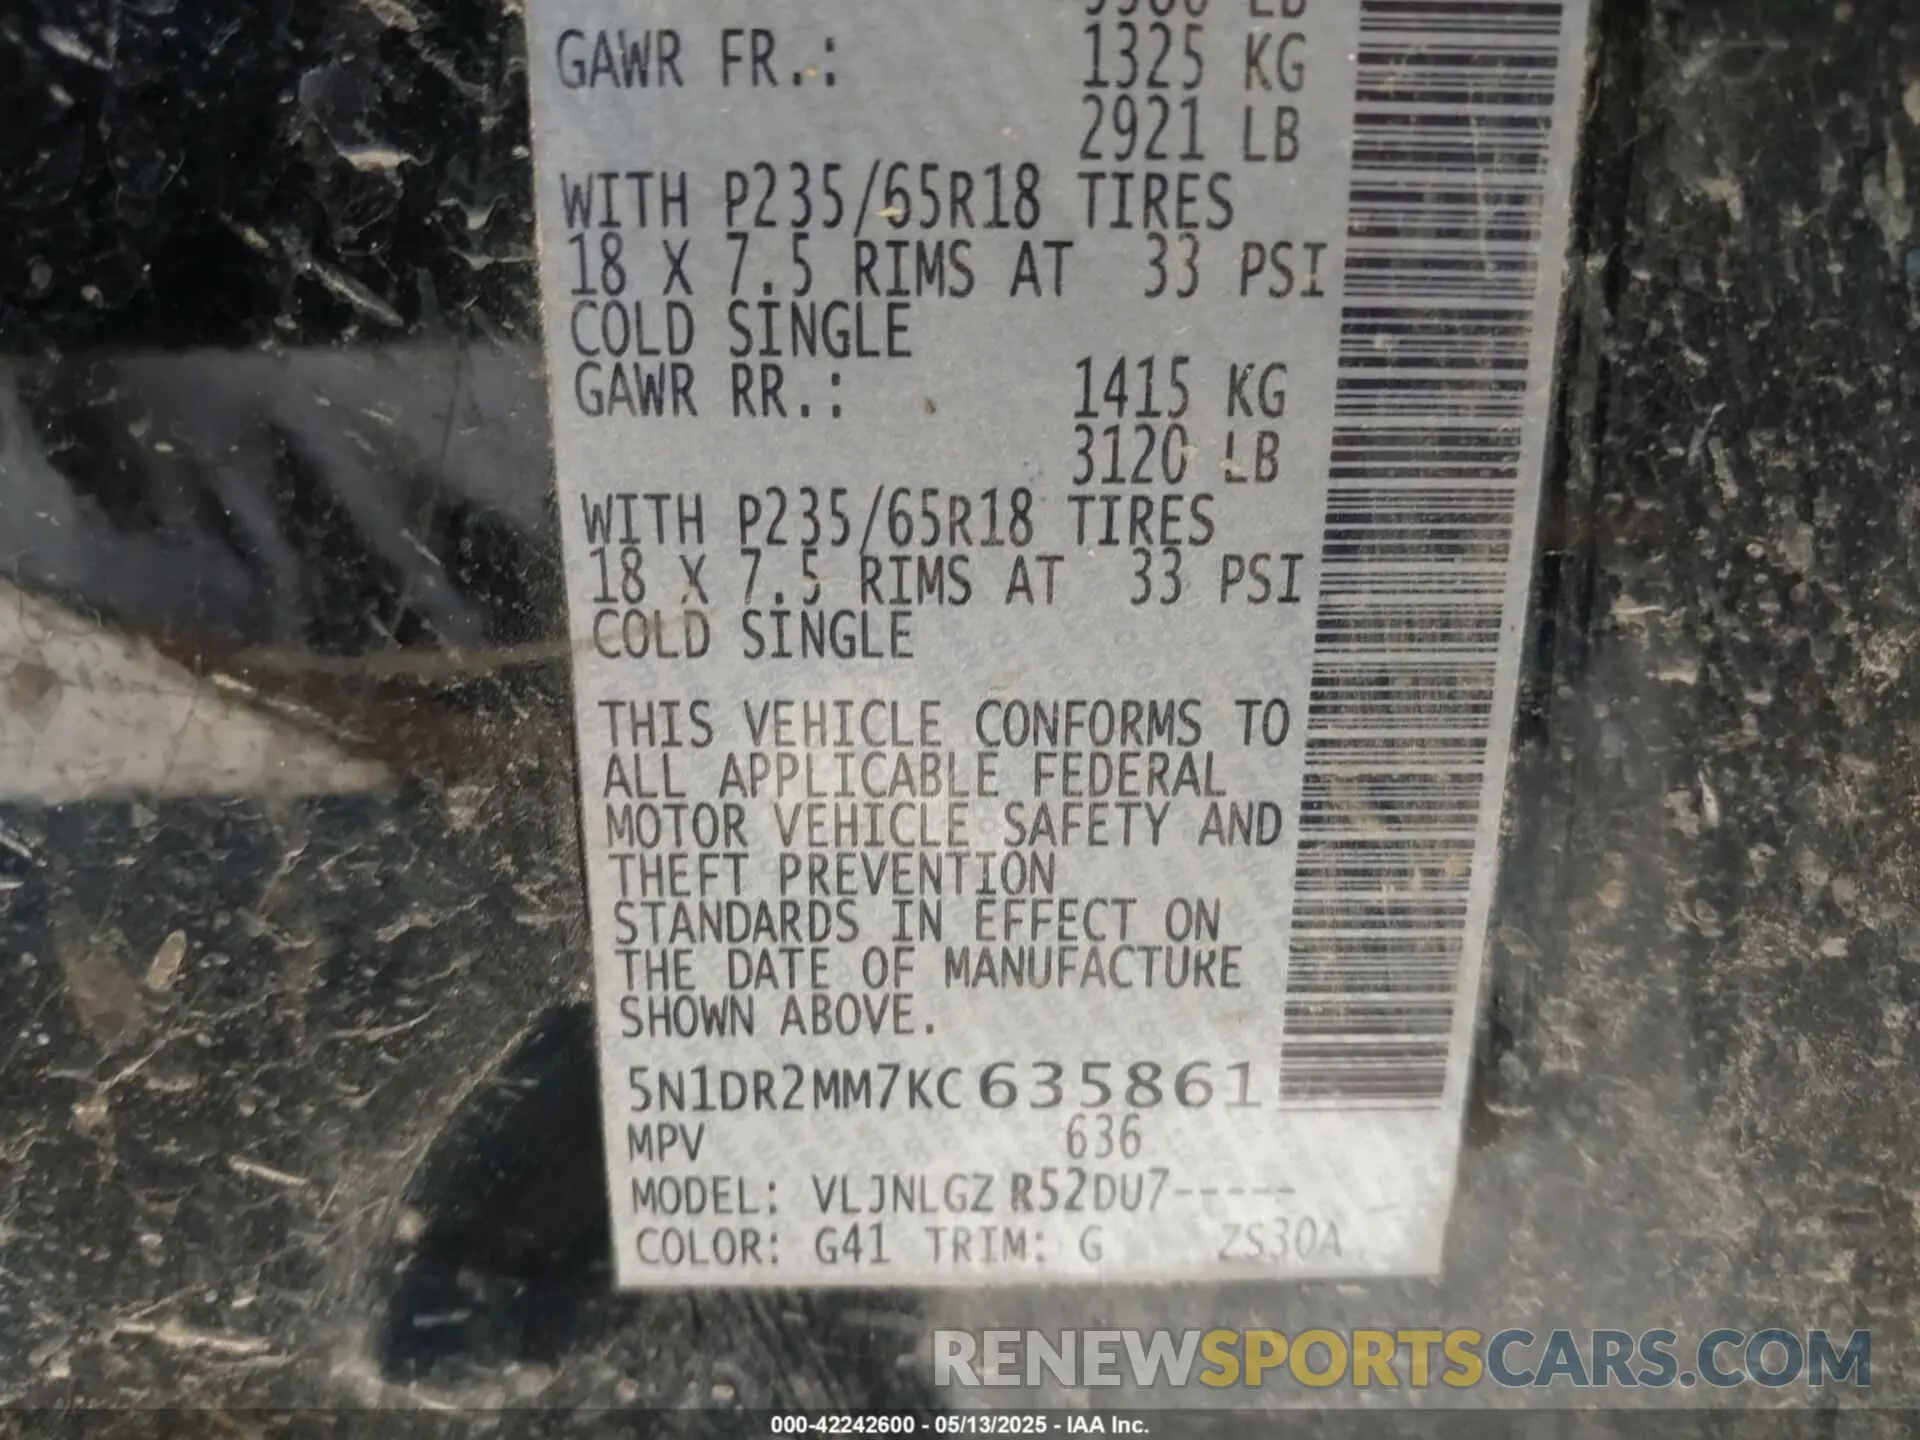 GAWR FR.: 1325 KG
2921 LB
WITH P235/65R18 TIRES
18 X 7.5 RIMS AT 33 PSI
COLD SINGLE
GAWR RR.: 1415 KG
3120 LB
WITH P235/65R18 TIRES
18 X 7.5 RIMS AT 33 PSI
COLD SINGLE
THIS VEHICLE CONFORMS TO
ALL APPLICABLE FEDERAL
MOTOR VEHICLE SAFETY AND
THEFT PREVENTION
STANDARDS IN EFFECT ON
THE DATE OF MANUFACTURE
SHOWN ABOVE.
5N1DR2MM7KC635861
MPV 636
MODEL: VLJNLGZ R52DU7-----
COLOR: G41 TRIM: G ZS30A
RENEWSPORTSCARS.COM
000-42242600 - 05/13/2025 - IAA Inc.